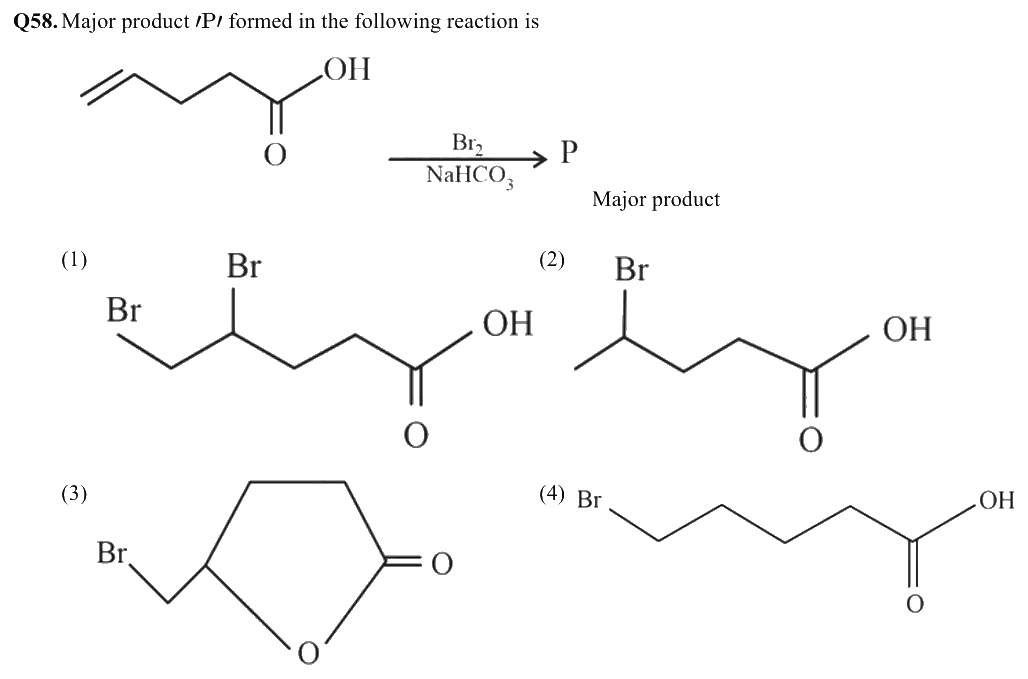 Q58. Major product ′P′ formed in the following reaction is
OH
O
Br₂
NaHCO₃
P
Major product
(1)
Br
Br
OH
O
(2)
Br
OH
O
(3)
Br
O
O
(4)
Br
OH
O